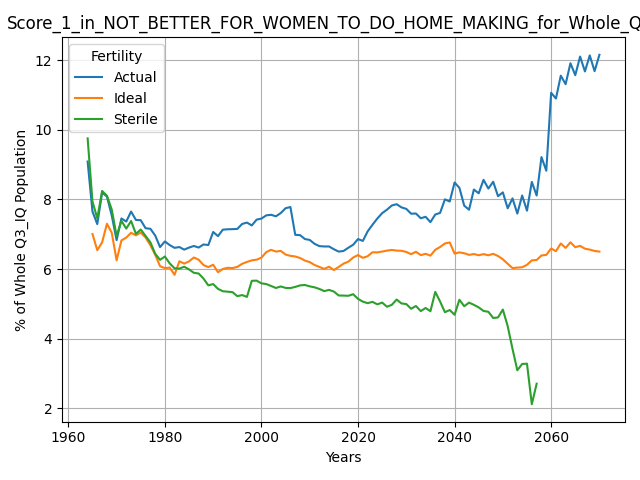 Score_1_in_NOT_BETTER_FOR_WOMEN_TO_DO_HOME_MAKING_for_Whole_Q
Fertility
Actual
Ideal
Sterile
% of Whole Q3_IQ Population
12
10
8
6
4
2
1960 1980 2000 2020 2040 2060
Years